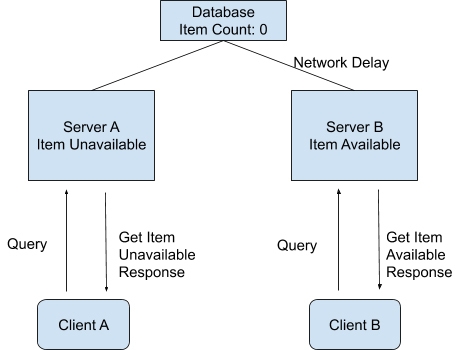 Database
Item Count: 0
Network Delay
Server A
Item Unavailable
Server B
Item Available
Query
Get Item
Unavailable
Response
Query
Get Item
Available
Response
Client A
Client B